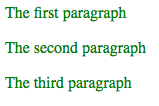 The first paragraph
The second paragraph
The third paragraph